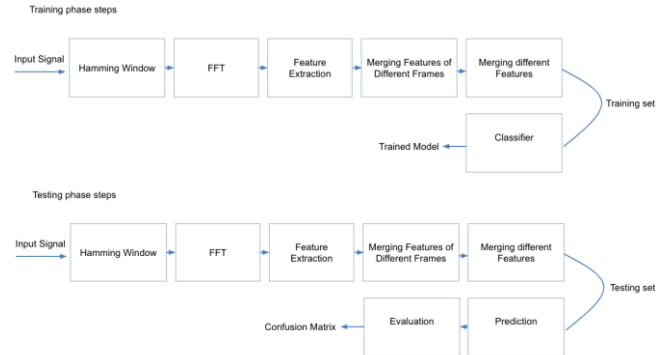 Training phase steps
Input Signal
Hamming Window
FFT
Feature
Extraction
Merging Features of
Different Frames
Merging different
Features
Training set
Classifier
Trained Model
Testing phase steps
Input Signal
Hamming Window
FFT
Feature
Extraction
Merging Features of
Different Frames
Merging different
Features
Testing set
Prediction
Evaluation
Confusion Matrix